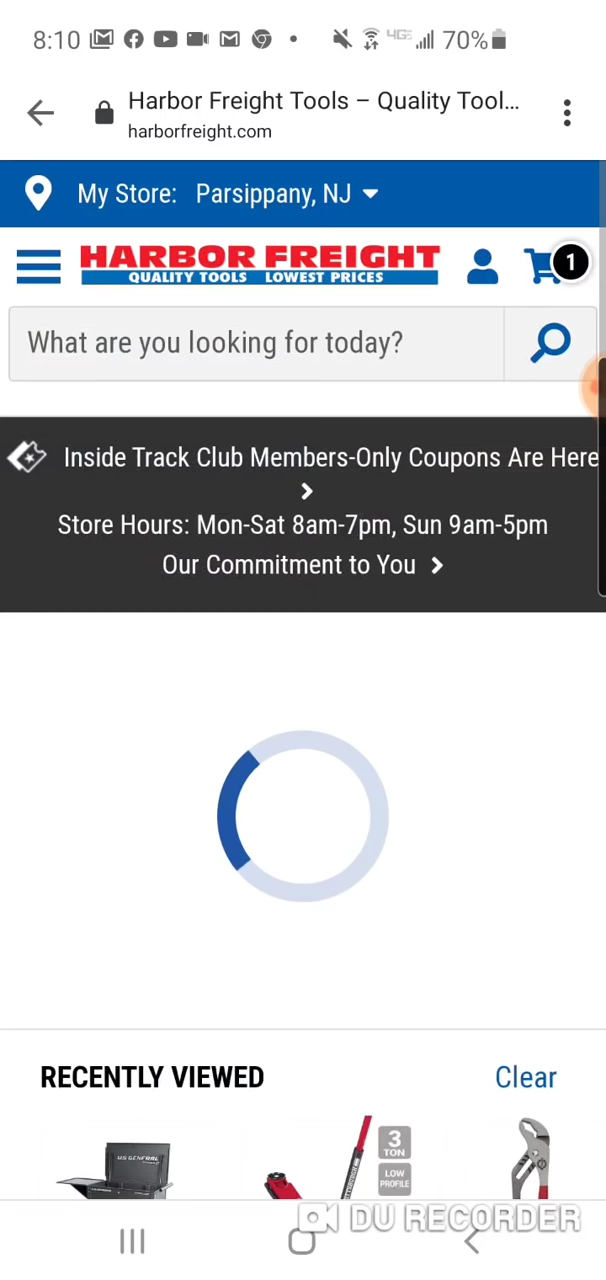 8:10 4G 70%
Harbor Freight Tools – Quality Tool...
harborfreight.com
My Store: Parsippany, NJ
HARBOR FREIGHT
QUALITY TOOLS LOWEST PRICES
1
What are you looking for today?
Inside Track Club Members-Only Coupons Are Here
Store Hours: Mon-Sat 8am-7pm, Sun 9am-5pm
Our Commitment to You
RECENTLY VIEWED Clear
US GENERAL
3
TON
LOW
PROFILE
DU RECORDER